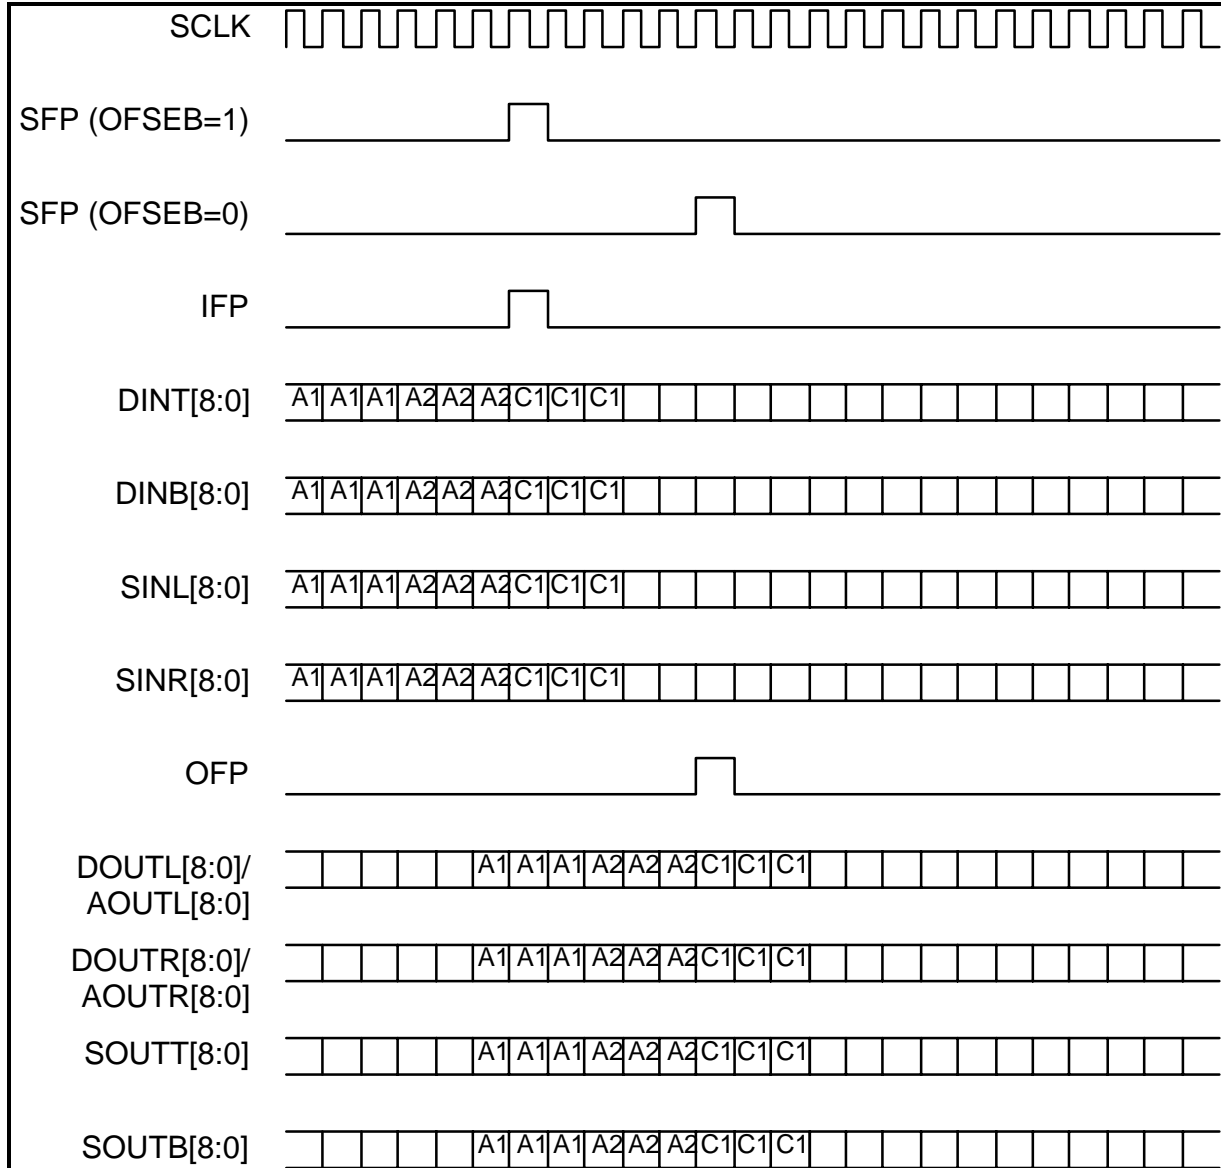 SCLK
SFP (OFSEB=1)
SFP (OFSEB=0)
IFP
DINT[8:0] A1 A1 A1 A2 A2 A2 C1 C1 C1
DINB[8:0] A1 A1 A1 A2 A2 A2 C1 C1 C1
SINL[8:0] A1 A1 A1 A2 A2 A2 C1 C1 C1
SINR[8:0] A1 A1 A1 A2 A2 A2 C1 C1 C1
OFP
DOUTL[8:0]/ A1 A1 A1 A2 A2 A2 C1 C1 C1
AOUTL[8:0]
DOUTR[8:0]/ A1 A1 A1 A2 A2 A2 C1 C1 C1
AOUTR[8:0]
SOUTT[8:0] A1 A1 A1 A2 A2 A2 C1 C1 C1
SOUTB[8:0] A1 A1 A1 A2 A2 A2 C1 C1 C1